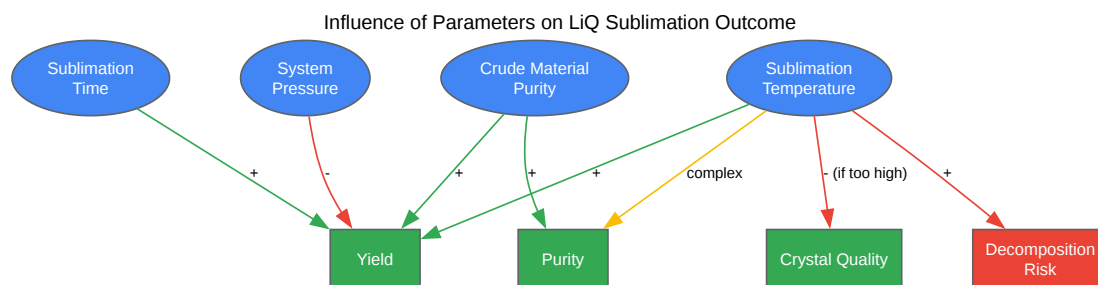 Influence of Parameters on LiQ Sublimation Outcome
Sublimation
Time
System
Pressure
Crude Material
Purity
Sublimation
Temperature
+
-
+
+
+
complex
- (if too high)
+
Yield
Purity
Crystal Quality
Decomposition
Risk